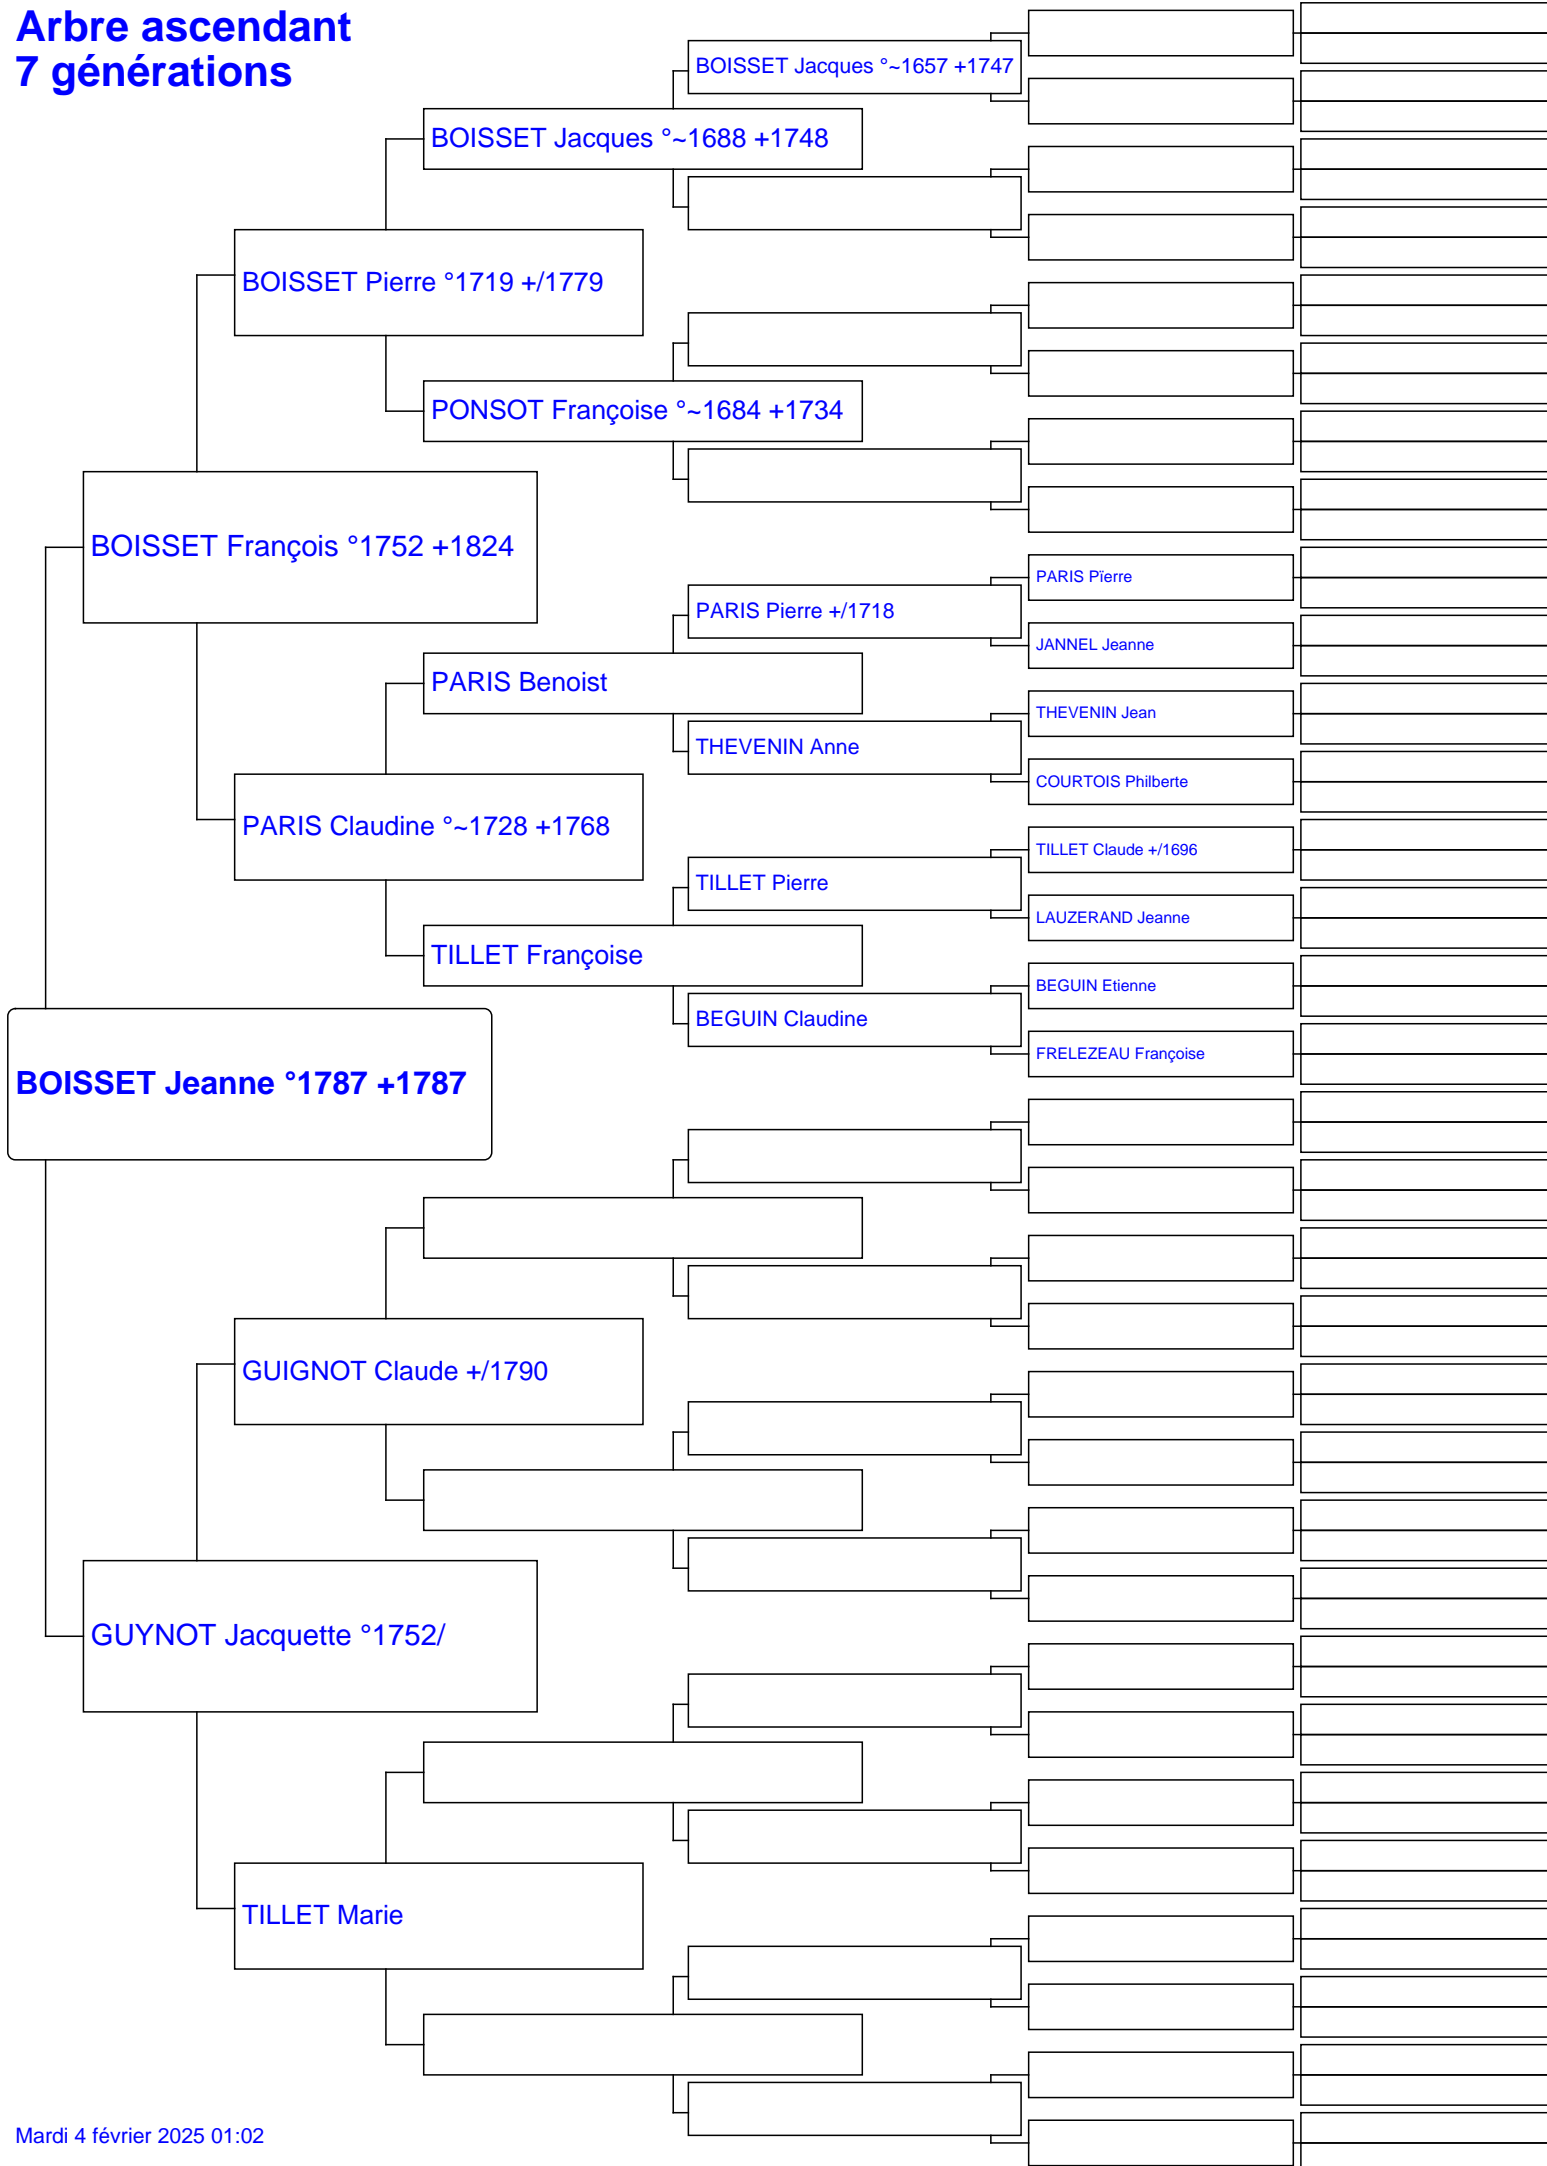 Arbre ascendant
7 générations
BOISSET Jacques °~1657 +1747
BOISSET Jacques °~1688 +1748
BOISSET Pierre °1719 +/1779
PONSOT Françoise °~1684 +1734
BOISSET François °1752 +1824
PARIS Pïerre
PARIS Pierre +/1718
JANNEL Jeanne
PARIS Benoist
THEVENIN Jean
THEVENIN Anne
COURTOIS Philberte
PARIS Claudine °~1728 +1768
TILLET Claude +/1696
TILLET Pierre
LAUZERAND Jeanne
TILLET Françoise
BEGUIN Etienne
BEGUIN Claudine
FRELEZEAU Françoise
BOISSET Jeanne °1787 +1787
GUIGNOT Claude +/1790
GUYNOT Jacquette °1752/
TILLET Marie
Mardi 4 février 2025 01:02